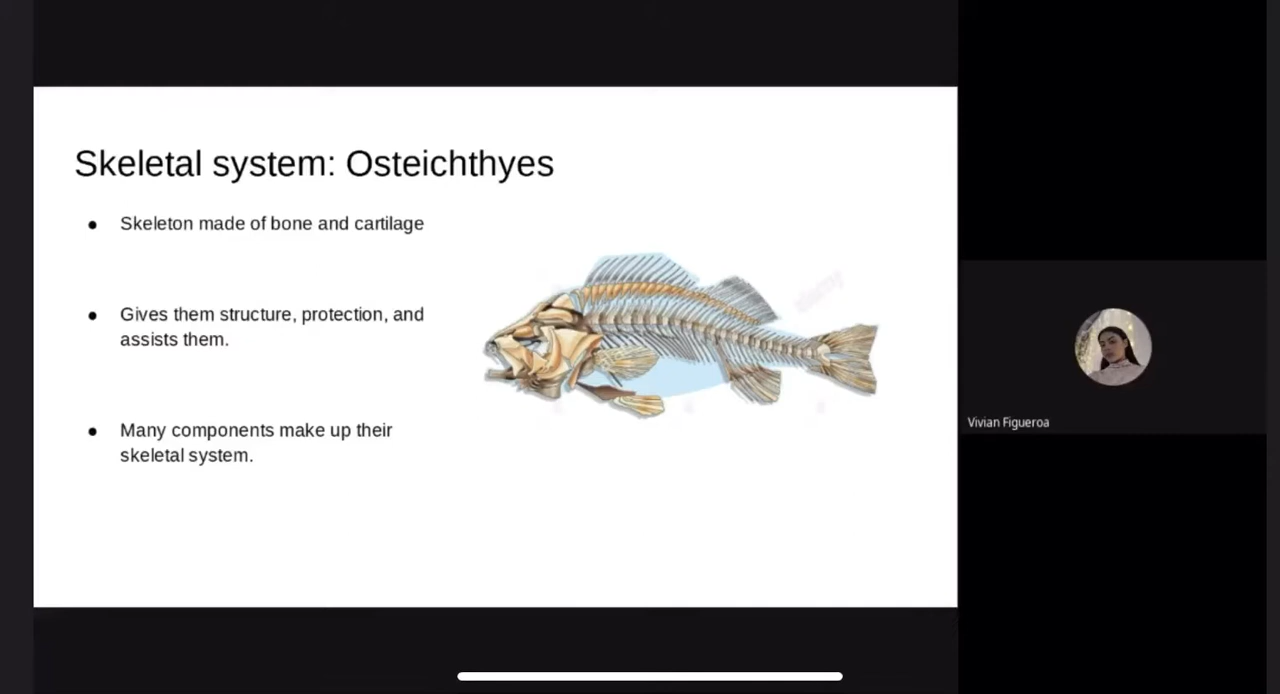 Skeletal system: Osteichthyes
● Skeleton made of bone and cartilage
● Gives them structure, protection, and
assists them.
● Many components make up their
skeletal system.
Vivian Figueroa